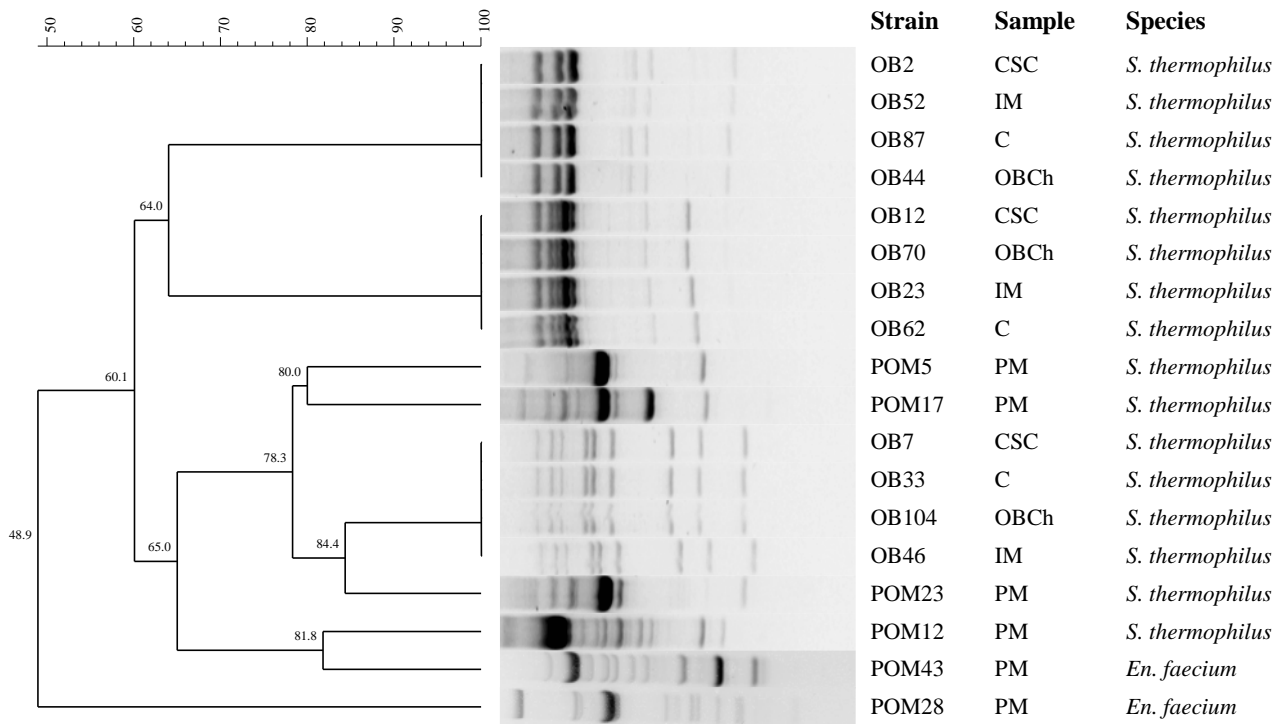 50 60 70 80 90 100
Strain Sample Species
OB2 CSC S. thermophilus
OB52 IM S. thermophilus
OB87 C S. thermophilus
OB44 OBCh S. thermophilus
64.0
OB12 CSC S. thermophilus
OB70 OBCh S. thermophilus
OB23 IM S. thermophilus
OB62 C S. thermophilus
POM5 PM S. thermophilus
80.0
60.1
POM17 PM S. thermophilus
OB7 CSC S. thermophilus
78.3
OB33 C S. thermophilus
OB104 OBCh S. thermophilus
48.9
65.0
84.4
OB46 IM S. thermophilus
POM23 PM S. thermophilus
POM12 PM S. thermophilus
81.8
POM43 PM En. faecium
POM28 PM En. faecium